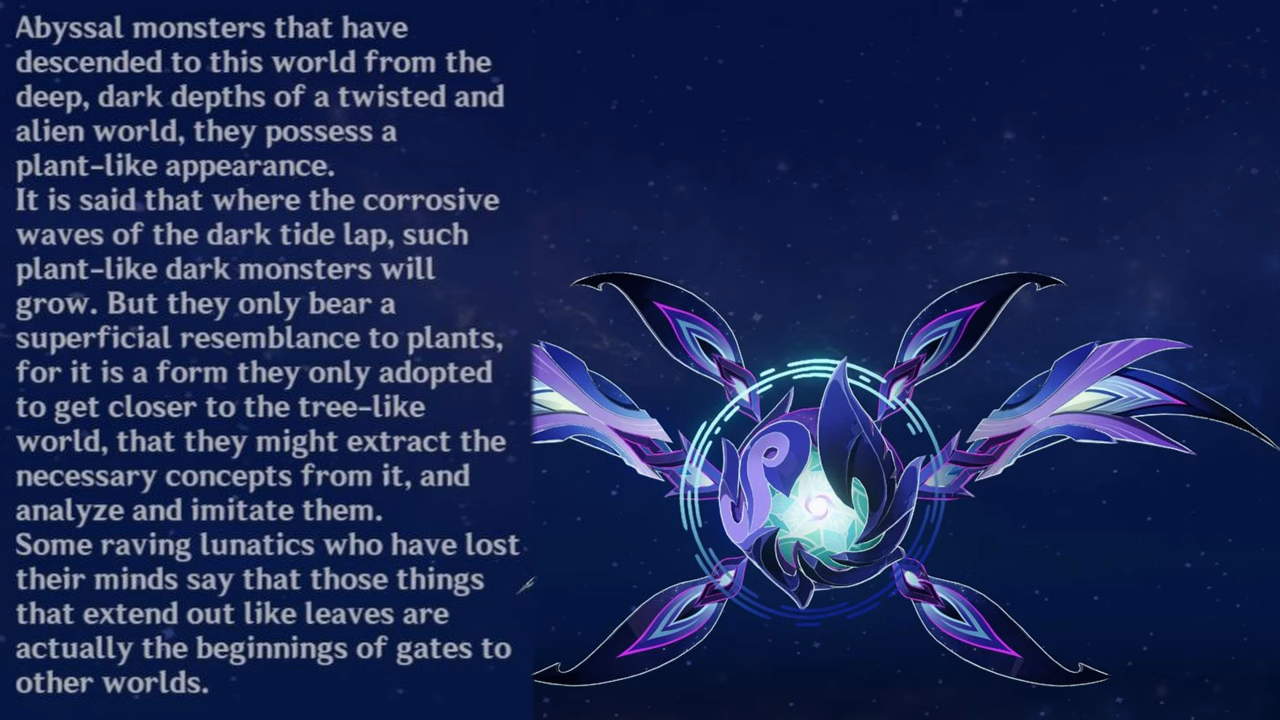 Abyssal monsters that have
descended to this world from the
deep, dark depths of a twisted and
alien world, they possess a
plant-like appearance.
It is said that where the corrosive
waves of the dark tide lap, such
plant-like dark monsters will
grow. But they only bear a
superficial resemblance to plants,
for it is a form they only adopted
to get closer to the tree-like
world, that they might extract the
necessary concepts from it, and
analyze and imitate them.
Some raving lunatics who have lost
their minds say that those things
that extend out like leaves are
actually the beginnings of gates to
other worlds.